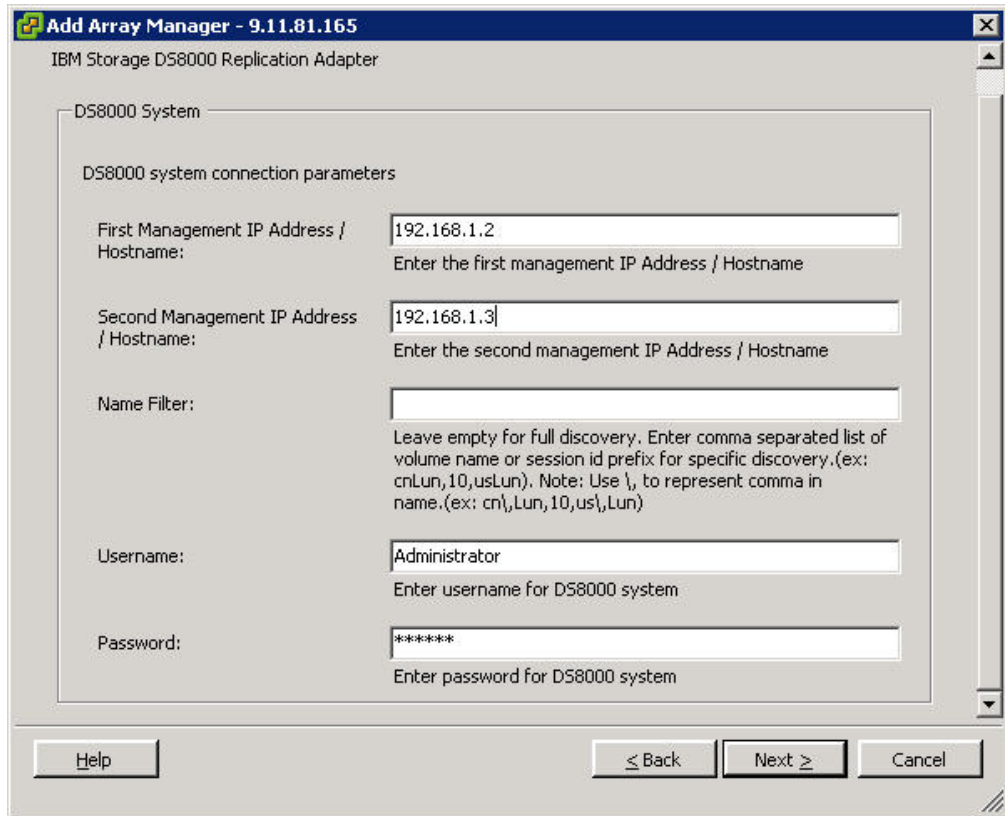 Add Array Manager - 9.11.81.165
IBM Storage DS8000 Replication Adapter
DS8000 System
DS8000 system connection parameters
First Management IP Address /
Hostname:
192.168.1.2
Enter the first management IP Address / Hostname
Second Management IP Address
/ Hostname:
192.168.1.3
Enter the second management IP Address / Hostname
Name Filter:
Leave empty for full discovery. Enter comma separated list of
volume name or session id prefix for specific discovery.(ex:
cnLun,10,usLun). Note: Use \, to represent comma in
name.(ex: cn\,Lun,10,us\,Lun)
Username:
Administrator
Enter username for DS8000 system
Password:
******
Enter password for DS8000 system
Help
< Back
Next >
Cancel